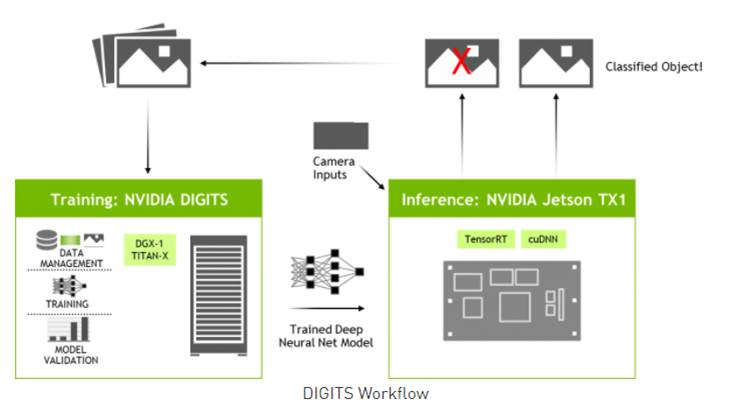 Classified Object!
Camera
Inputs
Training: NVIDIA DIGITS
DATA
MANAGEMENT
TRAINING
MODEL
VALIDATION
DGX-1
TITAN-X
Trained Deep
Neural Net Model
Inference: NVIDIA Jetson TX1
TensorRT
cuDNN
DIGITS Workflow